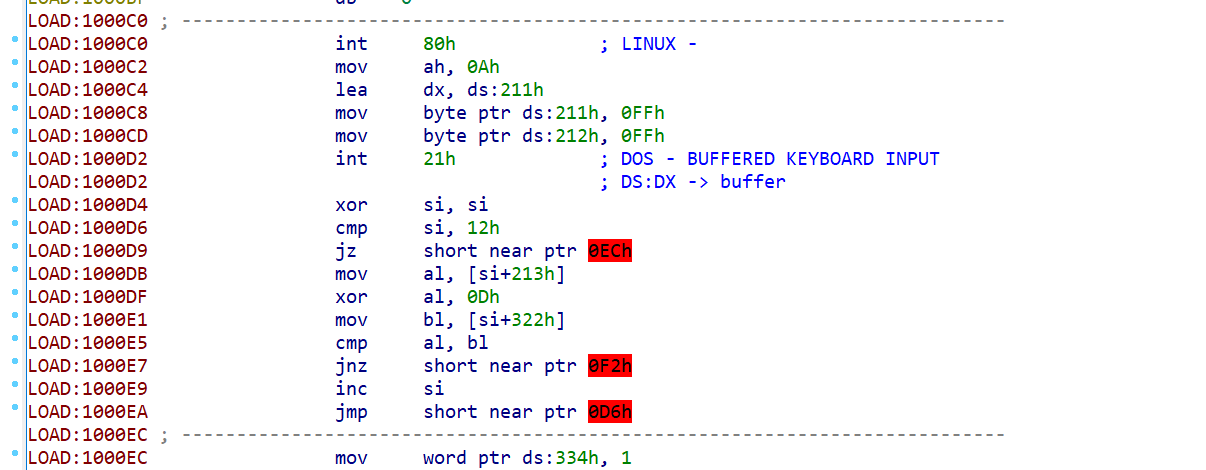 LOAD:1000C0 ; ---------------------------------------------------------------------------
LOAD:1000C0 int 80h ; LINUX -
LOAD:1000C2 mov ah, 0Ah
LOAD:1000C4 lea dx, ds:211h
LOAD:1000C8 mov byte ptr ds:211h, 0FFh
LOAD:1000CD mov byte ptr ds:212h, 0FFh
LOAD:1000D2 int 21h ; DOS - BUFFERED KEYBOARD INPUT
LOAD:1000D2 ; DS:DX -> buffer
LOAD:1000D4 xor si, si
LOAD:1000D6 cmp si, 12h
LOAD:1000D9 jz short near ptr 0ECh
LOAD:1000DB mov al, [si+213h]
LOAD:1000DF xor al, 0Dh
LOAD:1000E1 mov bl, [si+322h]
LOAD:1000E5 cmp al, bl
LOAD:1000E7 jnz short near ptr 0F2h
LOAD:1000E9 inc si
LOAD:1000EA jmp short near ptr 0D6h
LOAD:1000EC ; ---------------------------------------------------------------------------
LOAD:1000EC mov word ptr ds:334h, 1